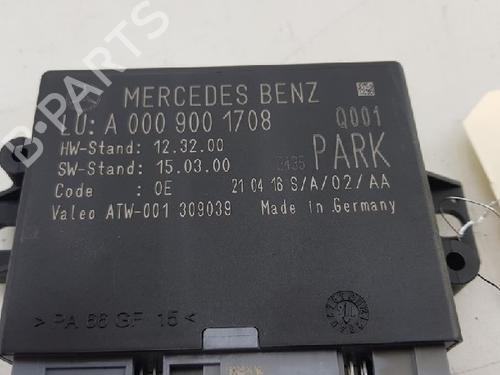 MERCEDES BENZ
ZU: A 000 900 1708 Q001
HW-Stand: 12.32.00
SW-Stand: 15.03.00 PARK
Code : 0E 21 04 16 S/A/02/AA
Valeo ATW-001 309039 Made in Germany
>PA 66 GF 15<
B-PARTS